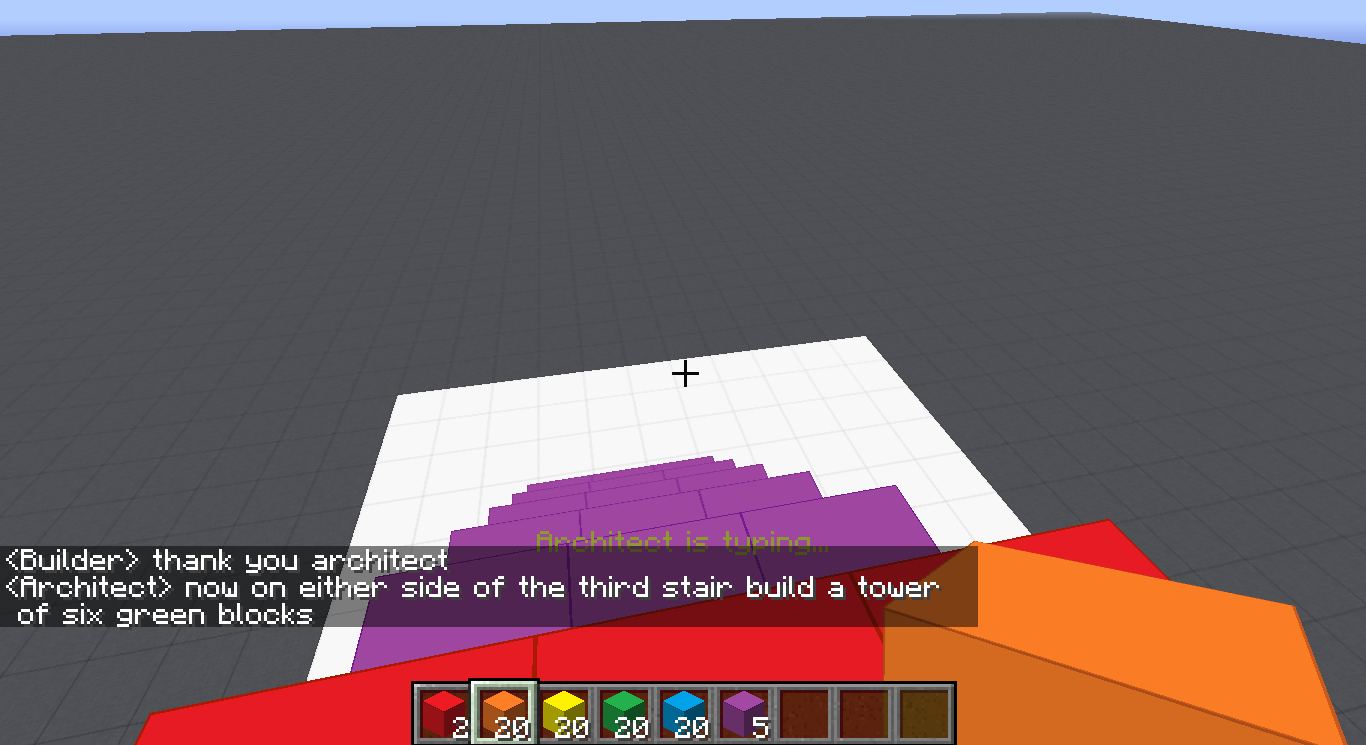 Architect is typing...
<Builder> thank you architect
<Architect> now on either side of the third stair build a tower
of six green blocks
2 20 20 20 20 5